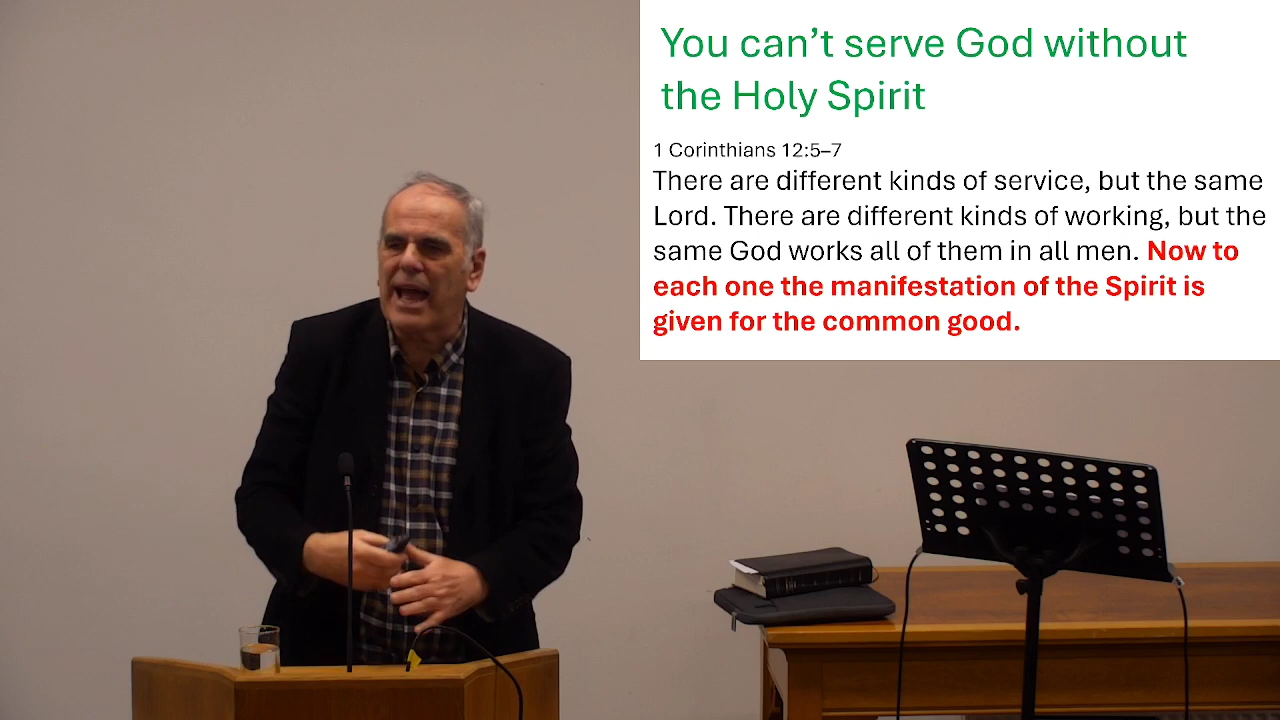 You can’t serve God without
the Holy Spirit
1 Corinthians 12:5–7
There are different kinds of service, but the same
Lord. There are different kinds of working, but the
same God works all of them in all men. Now to
each one the manifestation of the Spirit is
given for the common good.